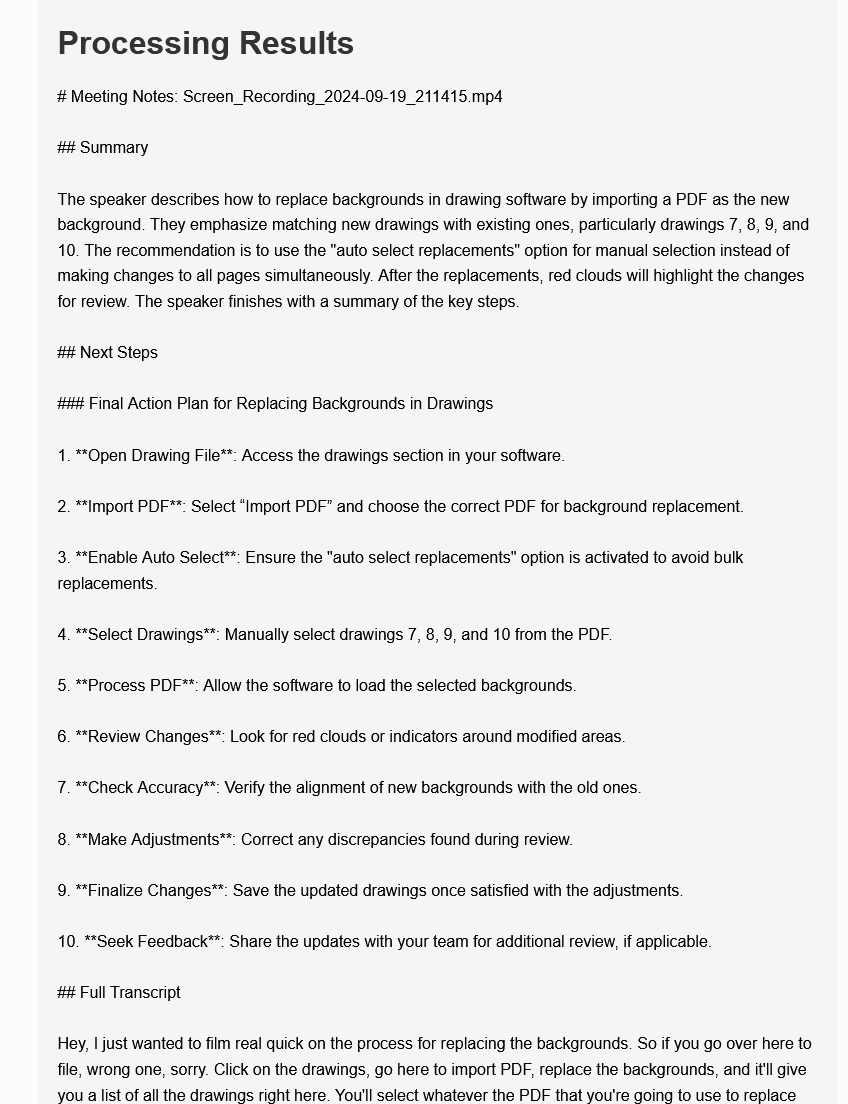 Processing Results
# Meeting Notes: Screen_Recording_2024-09-19_211415.mp4
## Summary
The speaker describes how to replace backgrounds in drawing software by importing a PDF as the new
background. They emphasize matching new drawings with existing ones, particularly drawings 7, 8, 9, and
10. The recommendation is to use the "auto select replacements" option for manual selection instead of
making changes to all pages simultaneously. After the replacements, red clouds will highlight the changes
for review. The speaker finishes with a summary of the key steps.
## Next Steps
### Final Action Plan for Replacing Backgrounds in Drawings
1. **Open Drawing File**: Access the drawings section in your software.
2. **Import PDF**: Select “Import PDF” and choose the correct PDF for background replacement.
3. **Enable Auto Select**: Ensure the "auto select replacements" option is activated to avoid bulk
replacements.
4. **Select Drawings**: Manually select drawings 7, 8, 9, and 10 from the PDF.
5. **Process PDF**: Allow the software to load the selected backgrounds.
6. **Review Changes**: Look for red clouds or indicators around modified areas.
7. **Check Accuracy**: Verify the alignment of new backgrounds with the old ones.
8. **Make Adjustments**: Correct any discrepancies found during review.
9. **Finalize Changes**: Save the updated drawings once satisfied with the adjustments.
10. **Seek Feedback**: Share the updates with your team for additional review, if applicable.
## Full Transcript
Hey, I just wanted to film real quick on the process for replacing the backgrounds. So if you go over here to
file, wrong one, sorry. Click on the drawings, go here to import PDF, replace the backgrounds, and it'll give
you a list of all the drawings right here. You'll select whatever the PDF that you're going to use to replace